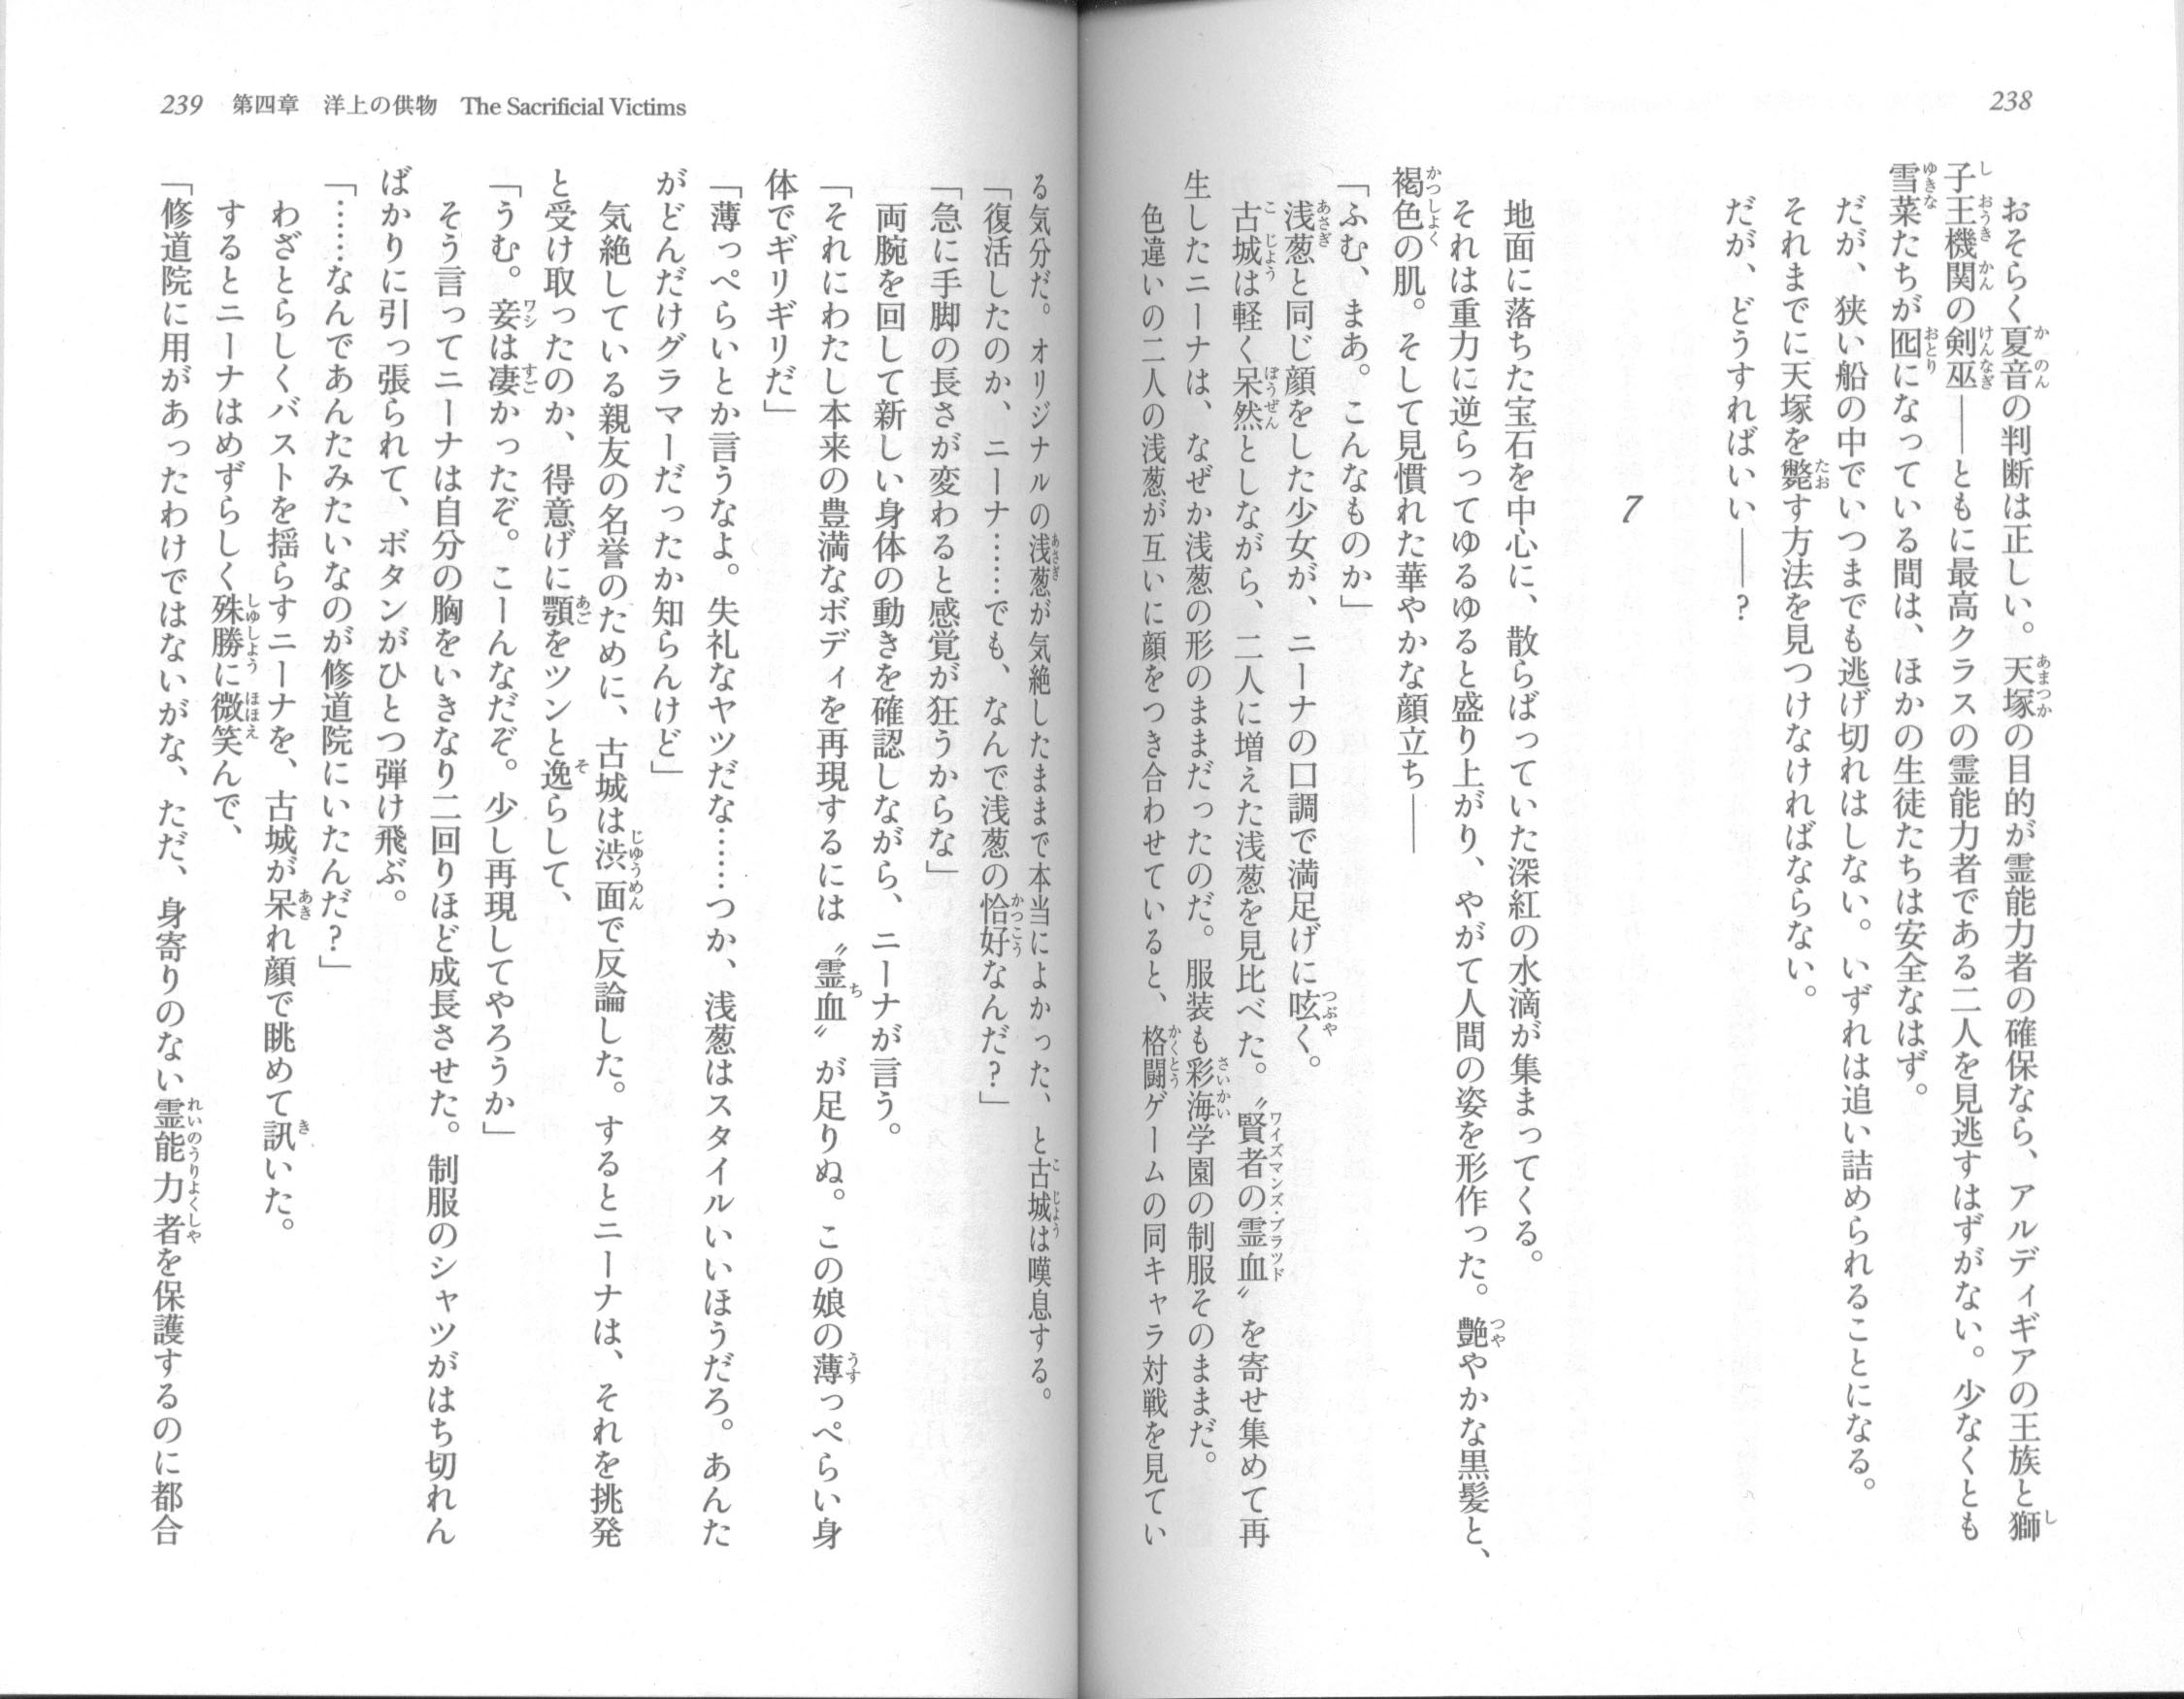 238
おそらく夏音の判断は正しい。天塚の目的が霊能力者の確保なら、アルディギアの王族と獅
子王機関の剣巫――ともに最高クラスの霊能力者である二人を見逃すはずがない。少なくとも
雪菜たちが囮になっている間は、ほかの生徒たちは安全なはず。
だが、狭い船の中でいつまでも逃げ切れはしない。いずれは追い詰められることになる。
それまでに天塚を斃す方法を見つけなければならない。
だが、どうすればいい――?
7
地面に落ちた宝石を中心に、散らばっていた深紅の水滴が集まってくる。
それは重力に逆らってゆるゆると盛り上がり、やがて人間の姿を形作った。艶やかな黒髪と、
褐色の肌。そして見慣れた華やかな顔立ち――
「ふむ、まあ。こんなものか」
浅葱と同じ顔をした少女が、ニーナの口調で満足げに呟く。
古城は軽く呆然としながら、二人に増えた浅葱を見比べた。〝賢者の霊血〟を寄せ集めて再
生したニーナは、なぜか浅葱の形のままだったのだ。服装も彩海学園の制服そのままだ。
色違いの二人の浅葱が互いに顔をつき合わせていると、格闘ゲームの同キャラ対戦を見てい
239 第四章 洋上の供物 The Sacrificial Victims
る気分だ。オリジナルの浅葱が気絶したままで本当によかった、と古城は嘆息する。
「復活したのか、ニーナ……でも、なんで浅葱の恰好なんだ?」
「急に手脚の長さが変わると感覚が狂うからな」
両腕を回して新しい身体の動きを確認しながら、ニーナが言う。
「それにわたし本来の豊満なボディを再現するには〝霊血〟が足りぬ。この娘の薄っぺらい身
体でギリギリだ」
「薄っぺらいとか言うなよ。失礼なヤツだな……つか、浅葱はスタイルいいほうだろ。あんた
がどんだけグラマーだったか知らんけど」
気絶している親友の名誉のために、古城は渋面で反論した。するとニーナは、それを挑発
と受け取ったのか、得意げに顎をツンと逸らして、
「うむ。妾は凄かったぞ。こーんなだぞ。少し再現してやろうか」
そう言ってニーナは自分の胸をいきなり二回りほど成長させた。制服のシャツがはち切れん
ばかりに引っ張られて、ボタンがひとつ弾け飛ぶ。
「……なんであんたみたいなのが修道院にいたんだ?」
わざとらしくバストを揺らすニーナを、古城が呆れ顔で眺めて訊いた。
するとニーナはめずらしく殊勝に微笑んで、
「修道院に用があったわけではないがな、ただ、身寄りのない霊能力者を保護するのに都合